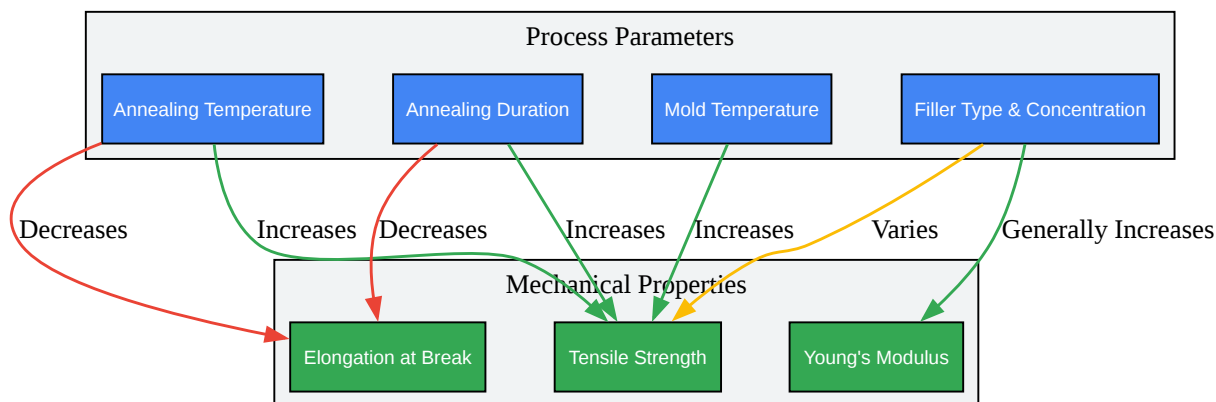 Process Parameters
Annealing Temperature
Annealing Duration
Mold Temperature
Filler Type & Concentration
Decreases
Increases
Decreases
Increases
Increases
Varies
Generally Increases
Mechanical Properties
Elongation at Break
Tensile Strength
Young's Modulus